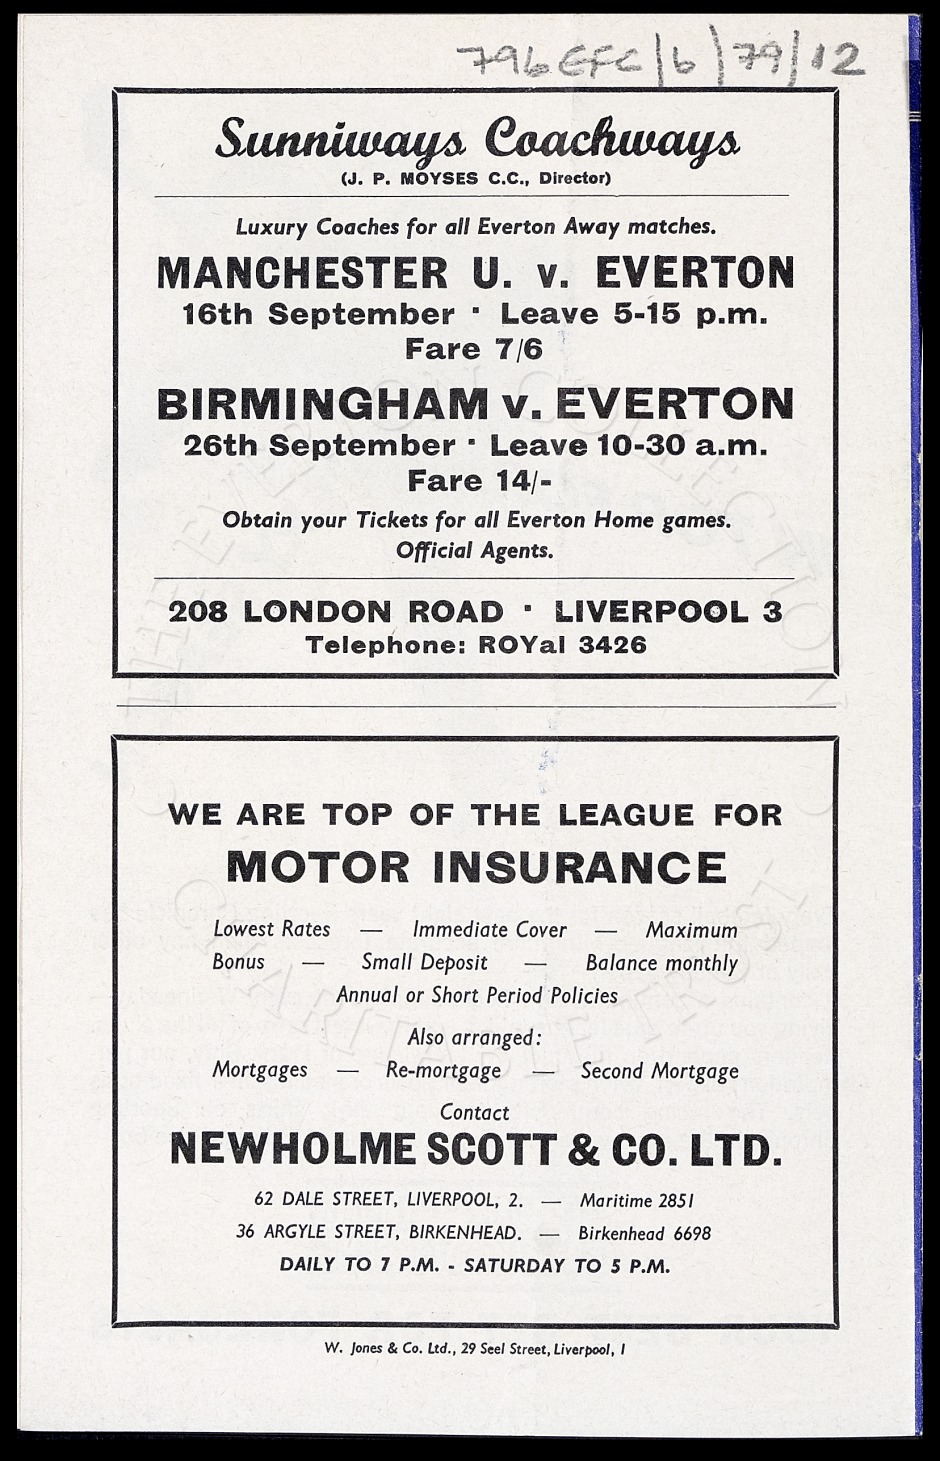 796 EFC/6/79/12
Sunniways Coachways
(J. P. MOYSES C.C., Director)
Luxury Coaches for all Everton Away matches.
MANCHESTER U. v. EVERTON
16th September · Leave 5-15 p.m.
Fare 7/6
BIRMINGHAM v. EVERTON
26th September · Leave 10-30 a.m.
Fare 14/-
Obtain your Tickets for all Everton Home games.
Official Agents.
208 LONDON ROAD · LIVERPOOL 3
Telephone: ROYal 3426
THE EVERTON COLLECTION
CHARITABLE TRUST
WE ARE TOP OF THE LEAGUE FOR
MOTOR INSURANCE
Lowest Rates — Immediate Cover — Maximum
Bonus — Small Deposit — Balance monthly
Annual or Short Period Policies
Also arranged:
Mortgages — Re-mortgage — Second Mortgage
Contact
NEWHOLME SCOTT & CO. LTD.
62 DALE STREET, LIVERPOOL, 2. — Maritime 2851
36 ARGYLE STREET, BIRKENHEAD. — Birkenhead 6698
DAILY TO 7 P.M. - SATURDAY TO 5 P.M.
W. Jones & Co. Ltd., 29 Seel Street, Liverpool, 1